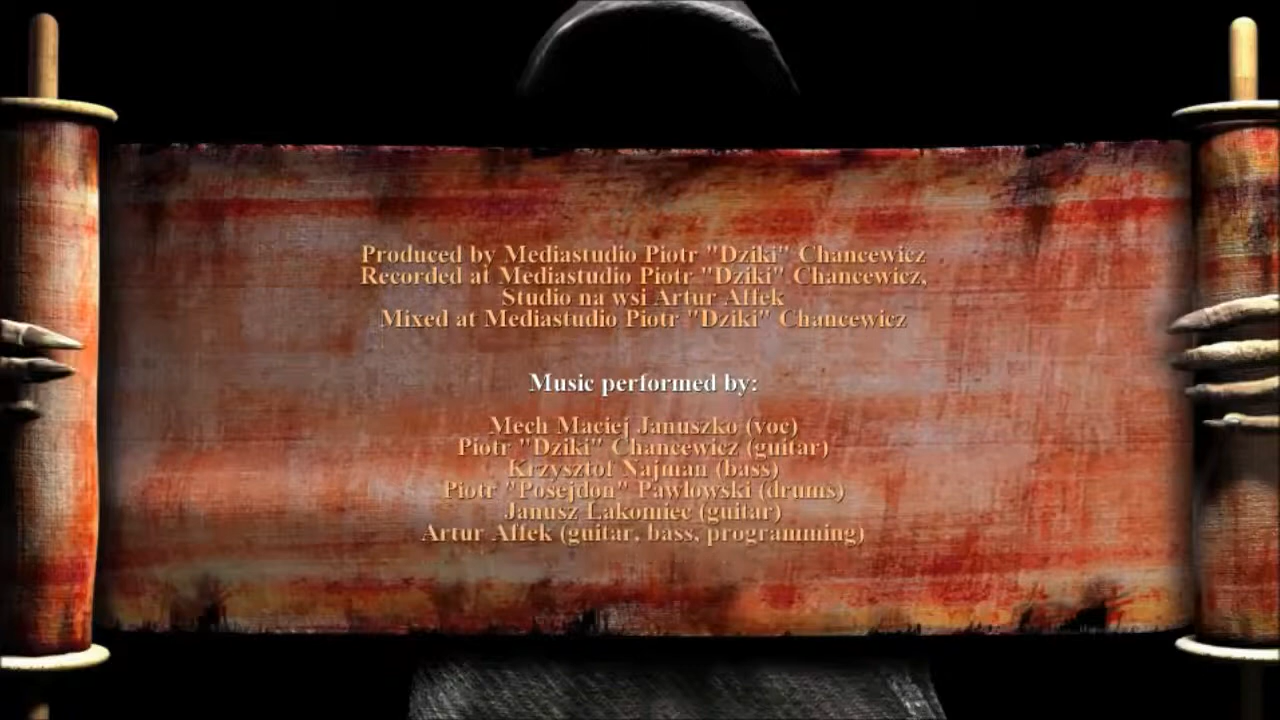 Produced by Mediastudio Piotr "Dziki" Chancewicz
Recorded at Mediastudio Piotr "Dziki" Chancewicz,
Studio na wsi Artur Affek
Mixed at Mediastudio Piotr "Dziki" Chancewicz
Music performed by:
Mech Maciej Januszko (voc)
Piotr "Dziki" Chancewicz (guitar)
Krzysztof Najman (bass)
Piotr "Posejdon" Pawlowski (drums)
Janusz Lakomiec (guitar)
Artur Affek (guitar, bass, programming)